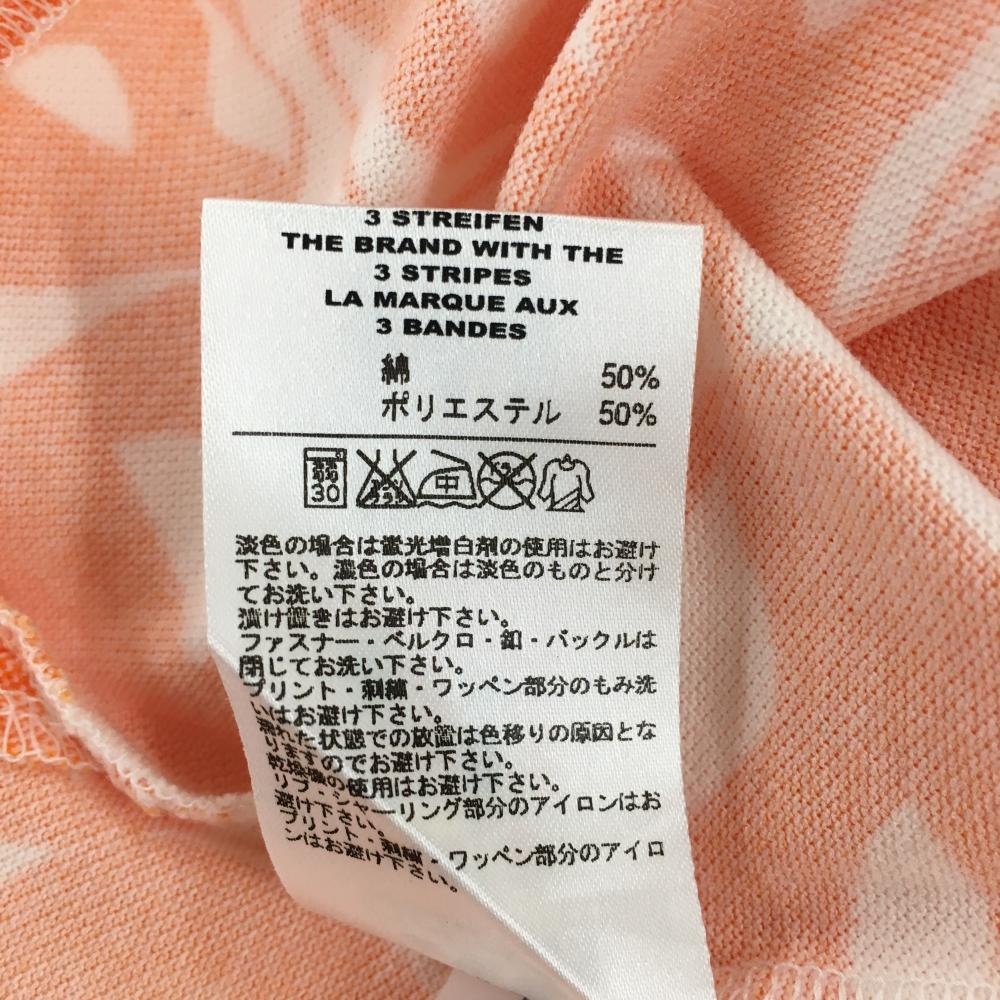 3 STREIFEN
THE BRAND WITH THE
3 STRIPES
LA MARQUE AUX
3 BANDES
綿 50%
ポリエステル 50%
30 中
淡色の場合は蛍光増白剤の使用はお避け
下さい。濃色の場合は淡色のものと分け
てお洗い下さい。
漬け置きはお避け下さい。
ファスナー・ベルクロ・釦・バックルは
閉じてお洗い下さい。
プリント・刺繍・ワッペン部分のもみ洗
いはお避け下さい。
濡れた状態での放置は色移りの原因とな
りますのでお避け下さい。
乾燥機の使用はお避け下さい。
リブ・シャーリング部分のアイロンはお
避け下さい。
プリント・刺繍・ワッペン部分のアイロ
ンはお避け下さい。